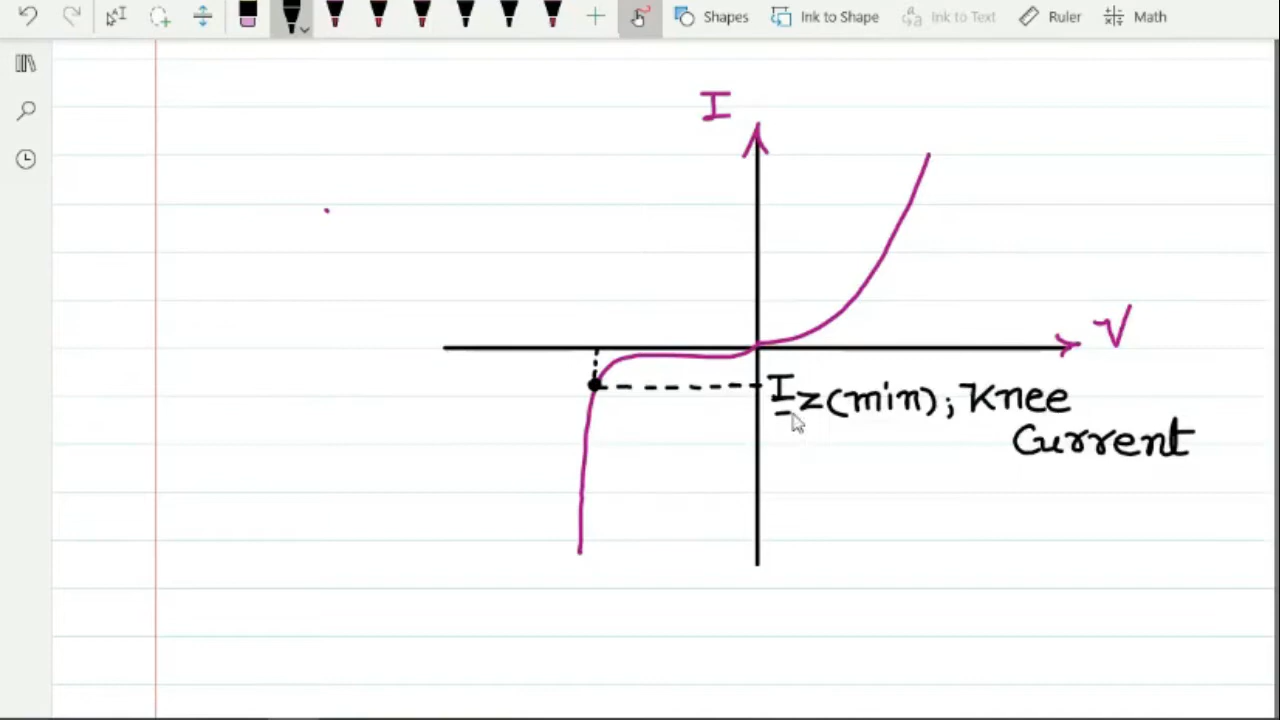 Shapes
Ink to Shape
Ink to Text
Ruler
Math
I
V
Iz(min); Knee
Current